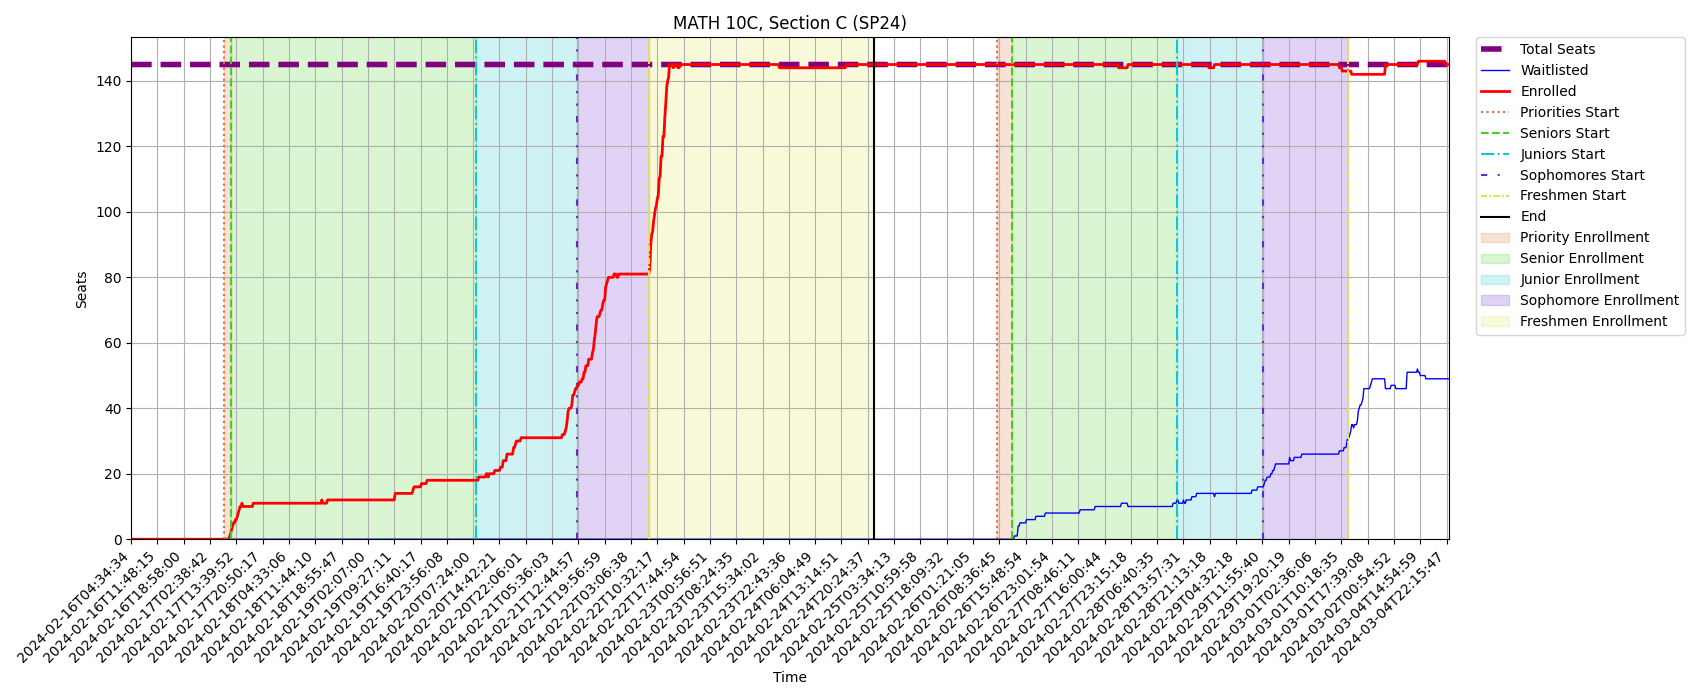 MATH 10C, Section C (SP24)
Seats
140
120
100
80
60
40
20
0
2024-02-16T04:34:34
2024-02-16T11:48:15
2024-02-16T18:58:00
2024-02-17T02:38:42
2024-02-17T13:39:52
2024-02-17T20:50:17
2024-02-18T04:33:06
2024-02-18T11:44:10
2024-02-18T18:55:47
2024-02-19T02:07:00
2024-02-19T09:27:11
2024-02-19T16:40:17
2024-02-19T23:56:08
2024-02-20T07:24:00
2024-02-20T14:42:21
2024-02-20T22:06:01
2024-02-21T05:36:03
2024-02-21T12:44:57
2024-02-21T19:56:59
2024-02-22T03:06:38
2024-02-22T10:32:17
2024-02-22T17:44:54
2024-02-23T00:56:51
2024-02-23T08:24:35
2024-02-23T15:34:02
2024-02-23T22:43:36
2024-02-24T06:04:49
2024-02-24T13:14:51
2024-02-24T20:24:37
2024-02-25T03:34:13
2024-02-25T10:59:58
2024-02-25T18:09:32
2024-02-26T01:21:05
2024-02-26T08:36:45
2024-02-26T15:48:54
2024-02-26T23:01:54
2024-02-27T08:46:11
2024-02-27T16:00:44
2024-02-27T23:15:18
2024-02-28T06:40:35
2024-02-28T13:57:31
2024-02-28T21:13:18
2024-02-29T04:32:18
2024-02-29T11:55:40
2024-02-29T19:20:19
2024-03-01T02:36:06
2024-03-01T10:18:35
2024-03-01T17:39:08
2024-03-02T00:54:52
2024-03-04T14:54:59
2024-03-04T22:15:47
Time
Total Seats
Waitlisted
Enrolled
Priorities Start
Seniors Start
Juniors Start
Sophomores Start
Freshmen Start
End
Priority Enrollment
Senior Enrollment
Junior Enrollment
Sophomore Enrollment
Freshmen Enrollment